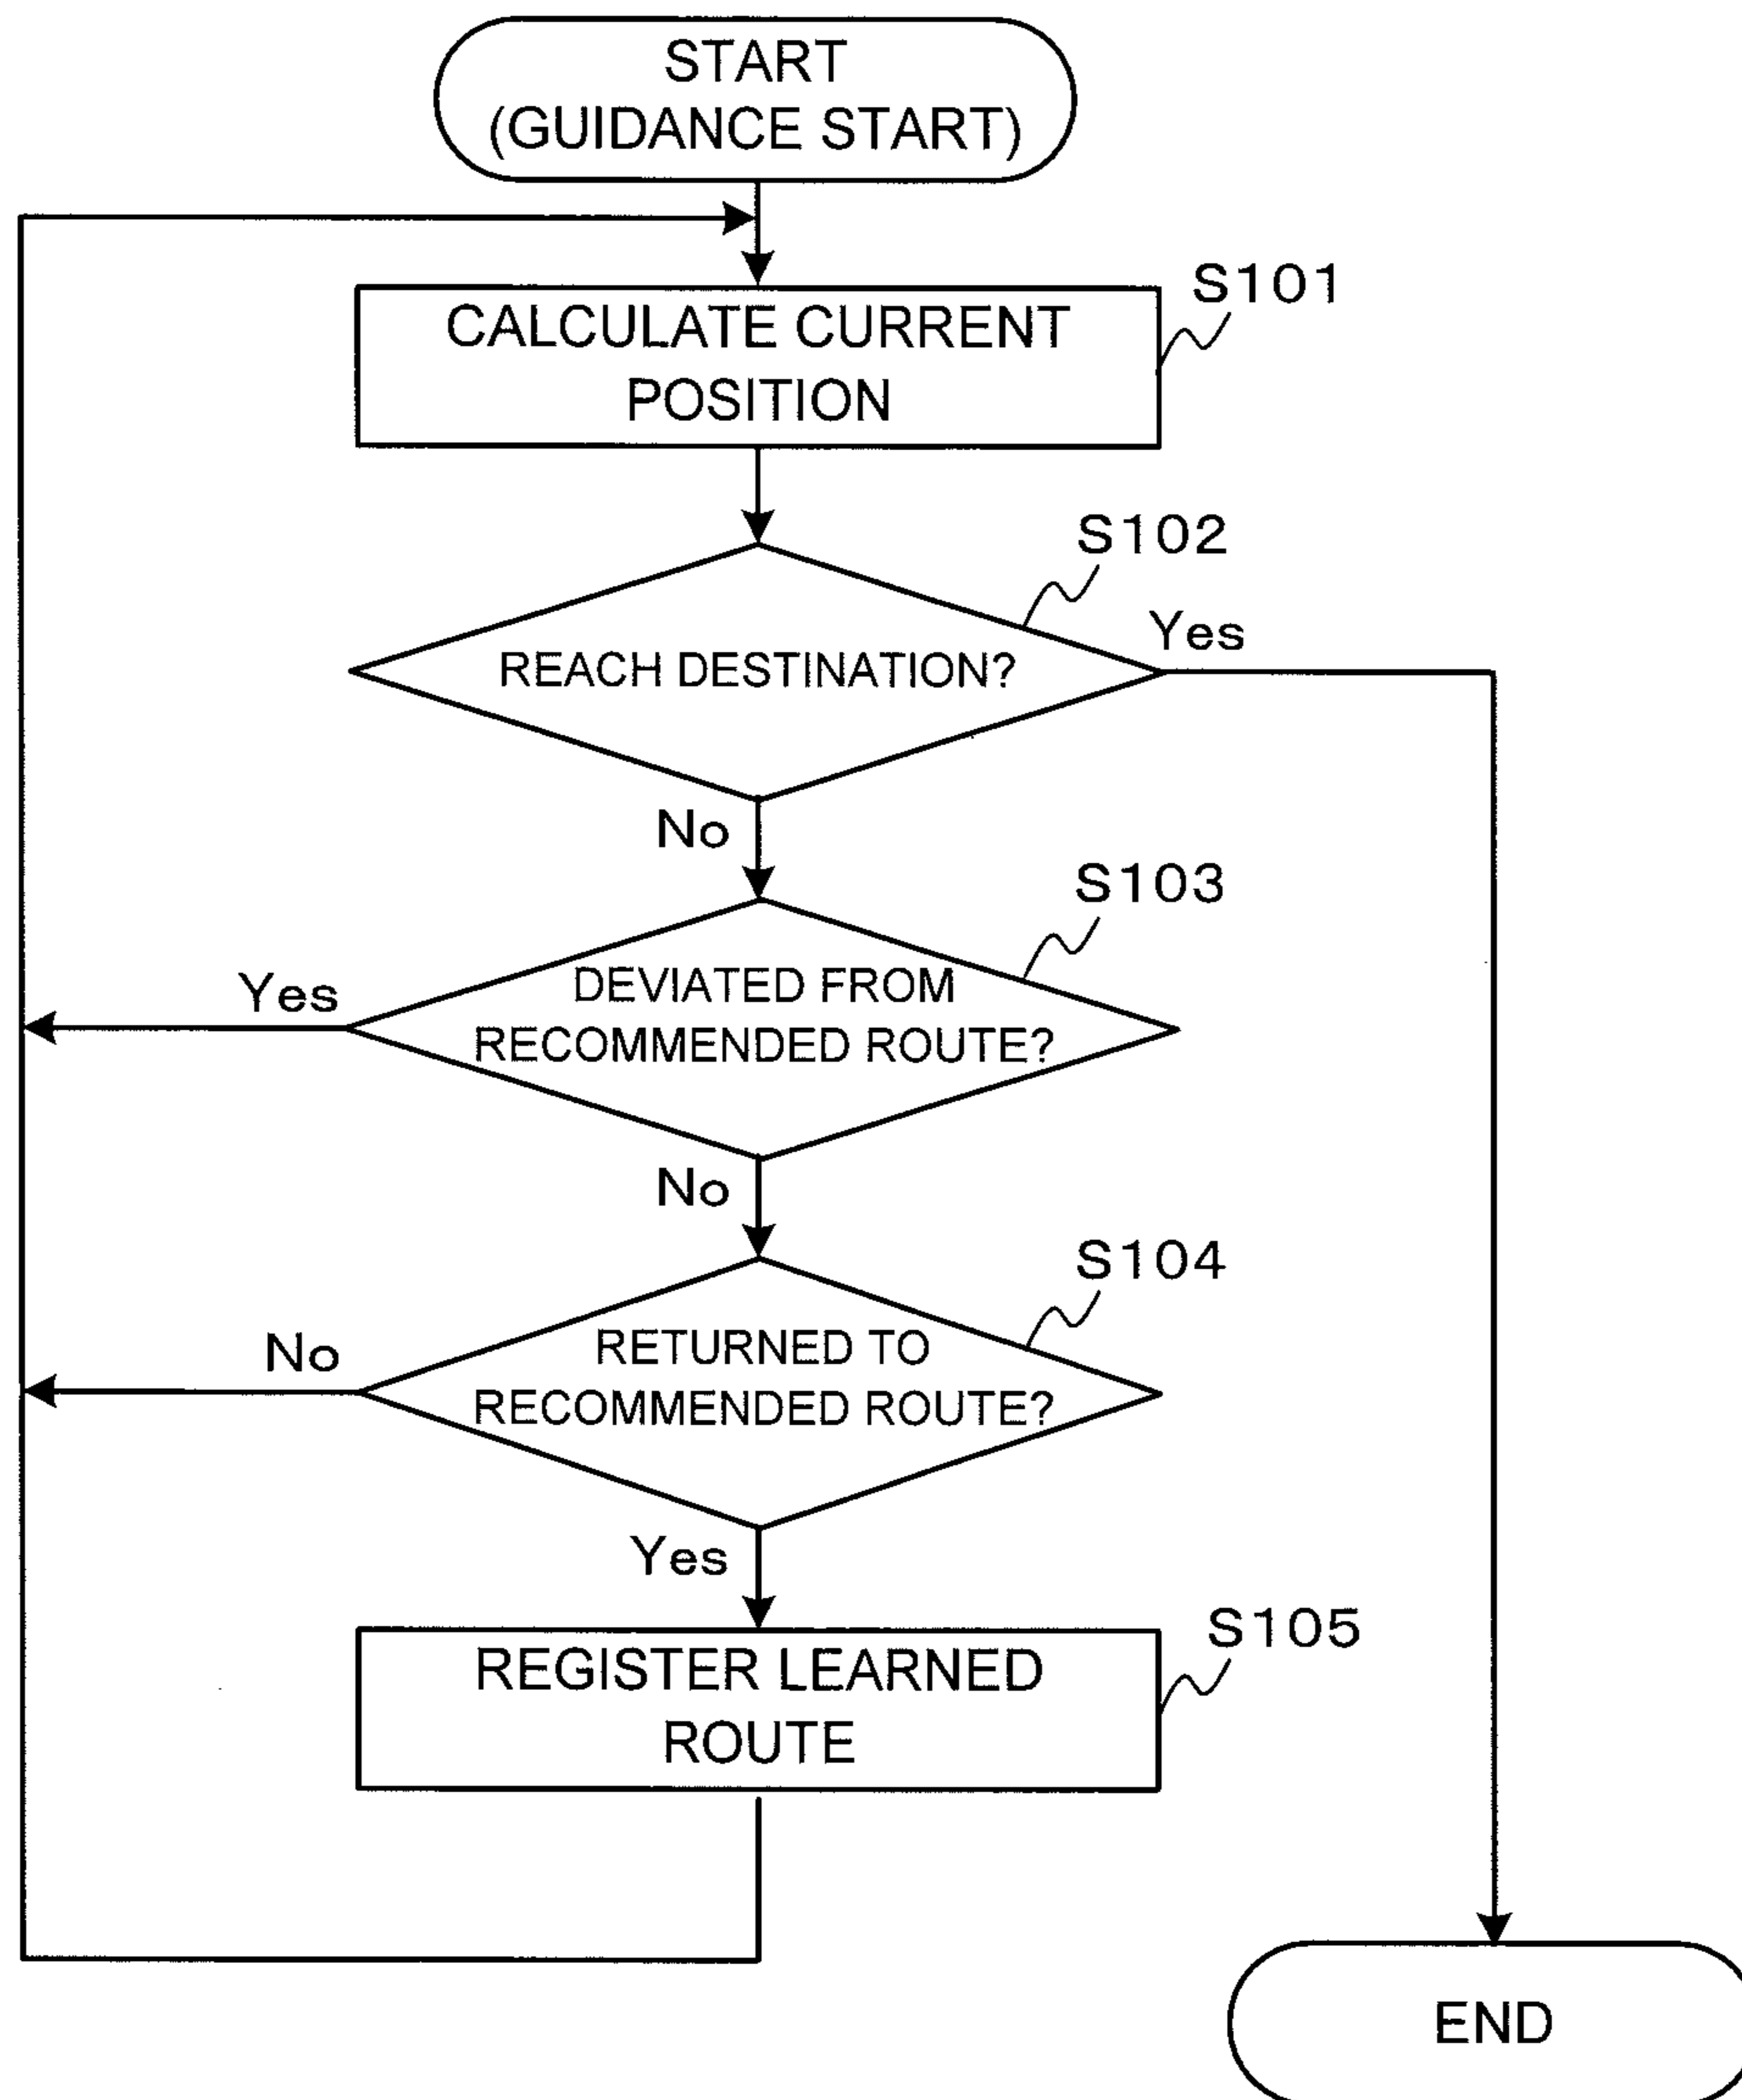 START
(GUIDANCE START)
S101
CALCULATE CURRENT
POSITION
S102
Yes
REACH DESTINATION?
No
S103
Yes
DEVIATED FROM
RECOMMENDED ROUTE?
No
S104
No
RETURNED TO
RECOMMENDED ROUTE?
Yes
S105
REGISTER LEARNED
ROUTE
END